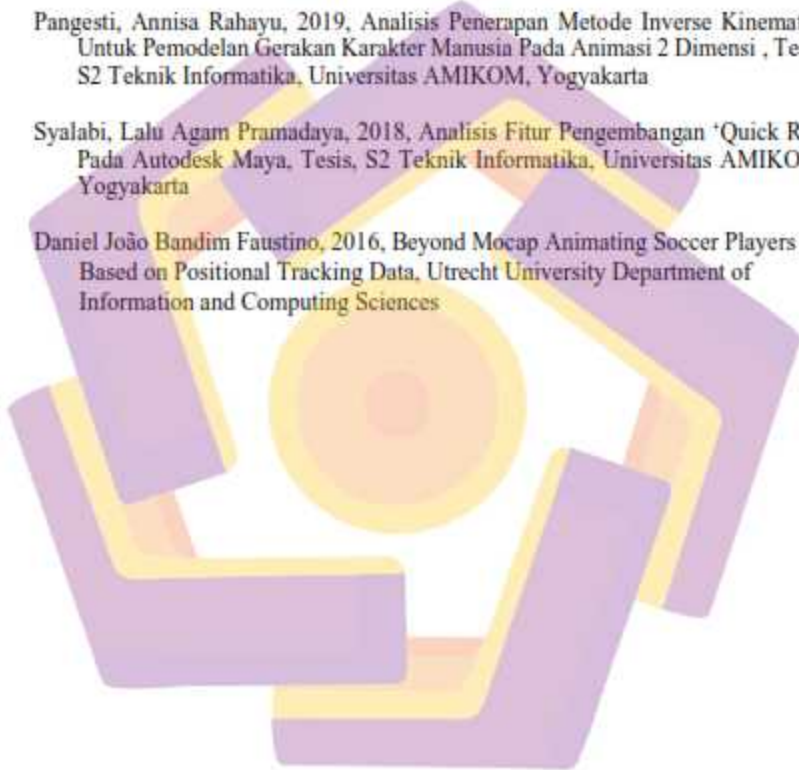 Pangesti, Annisa Rahayu, 2019, Analisis Penerapan Metode Inverse
Untuk Pemodelan Gerakan Karakter Manusia Pada Animasi 2 Dimensi ,
S2 Teknik Informatika, Universitas AMIKOM, Yogyakarta
Syalabi, Lalu Agam Pramadaya, 2018, Analisis Fitur Pengembangan ‘Quick
Pada Autodesk Maya, Tesis, S2 Teknik Informatika, Universitas
Yogyakarta
Daniel João Bandim Faustino, 2016, Beyond Mocap Animating Soccer Players
Based on Positional Tracking Data, Utrecht University Department of
Information and Computing Sciences